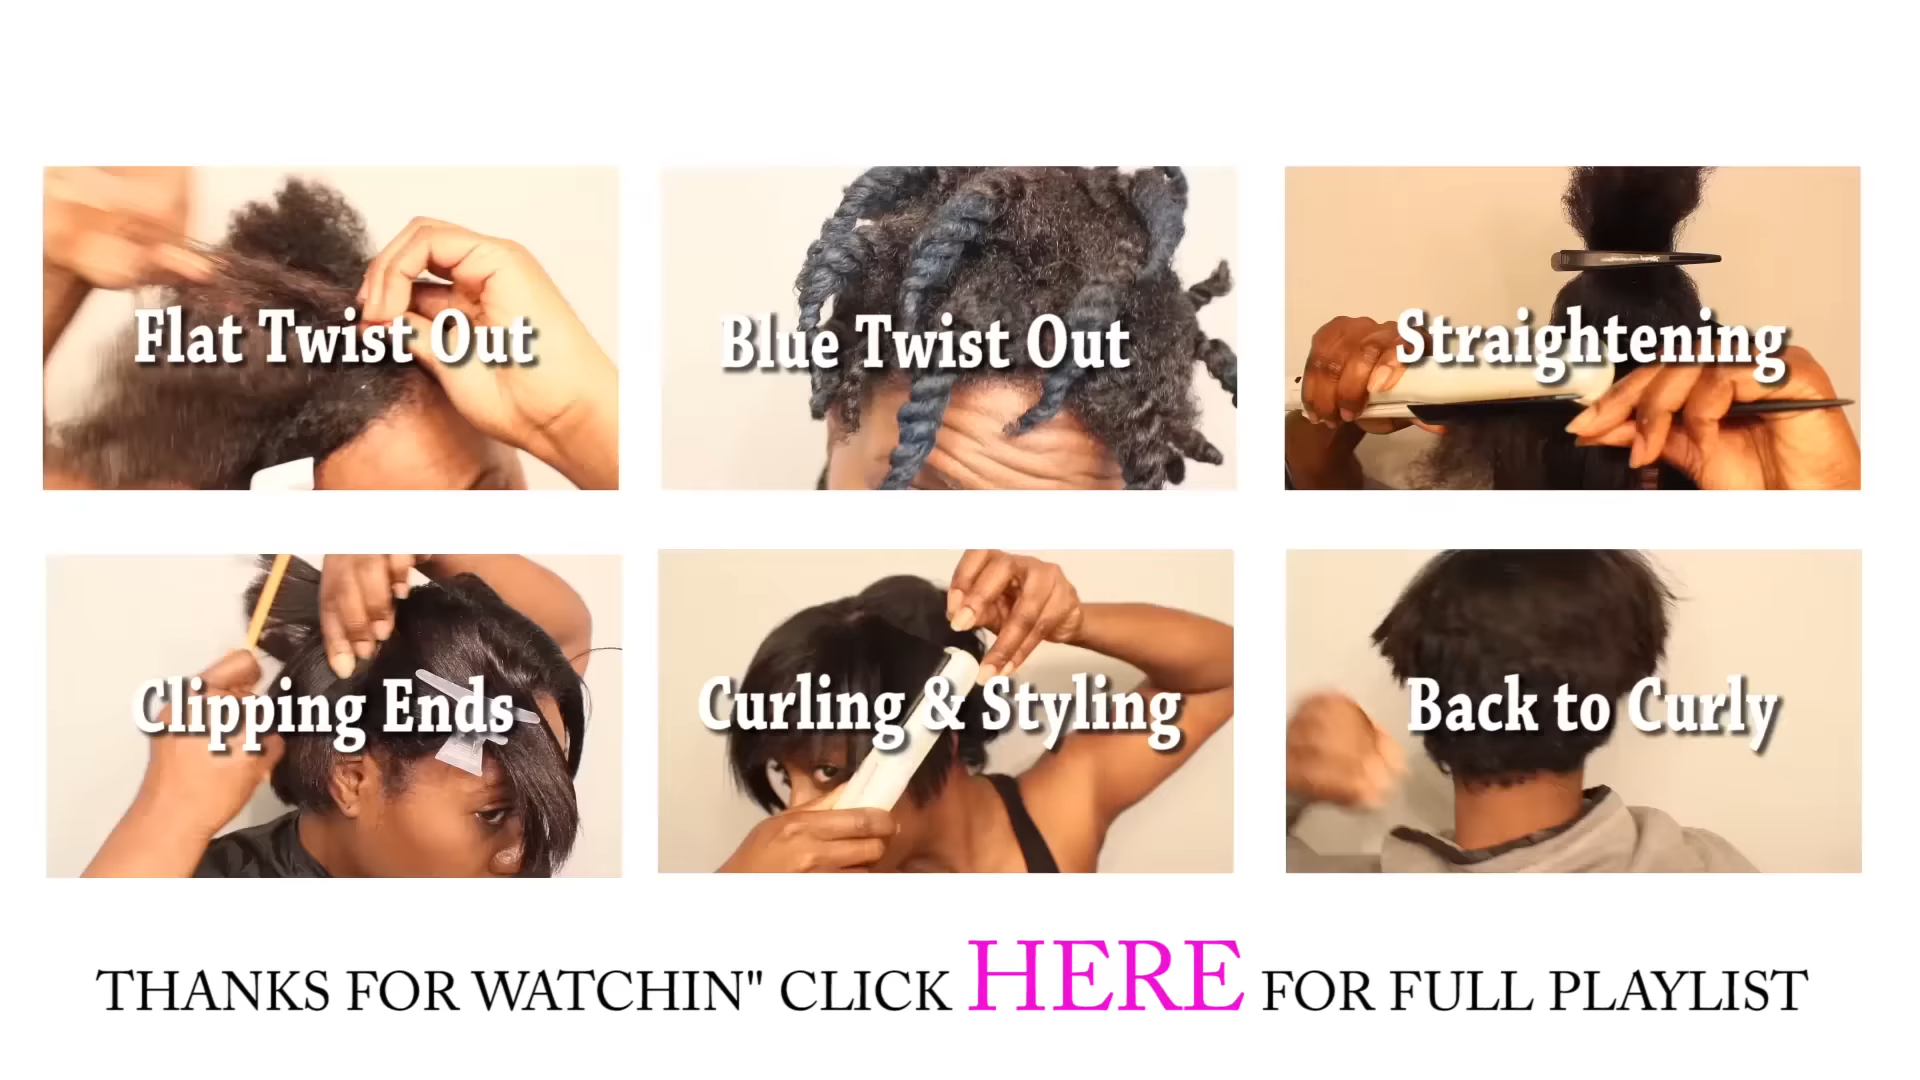 Flat Twist Out
Blue Twist Out
Straightening
Clipping Ends
Curling & Styling
Back to Curly
THANKS FOR WATCHIN" CLICK HERE FOR FULL PLAYLIST